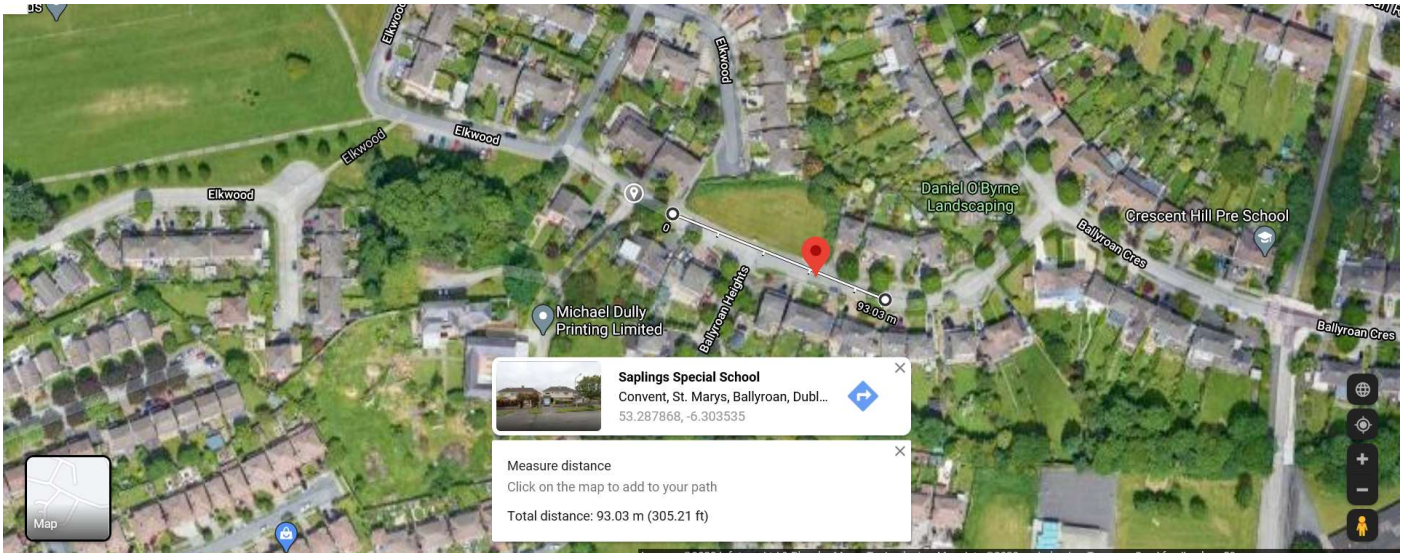 Elkwood
Elkwood
Elkwood
Elkwood
Elkwood
0
93.03 m
Ballyroan Heights
Daniel O'Byrne
Landscaping
Crescent Hill Pre School
Ballyroan Cres
Ballyroan Cres
Michael Dully
Printing Limited
Saplings Special School
Convent, St. Marys, Ballyroan, Dubl...
53.287868, -6.303535
Measure distance
Click on the map to add to your path
Total distance: 93.03 m (305.21 ft)
Map